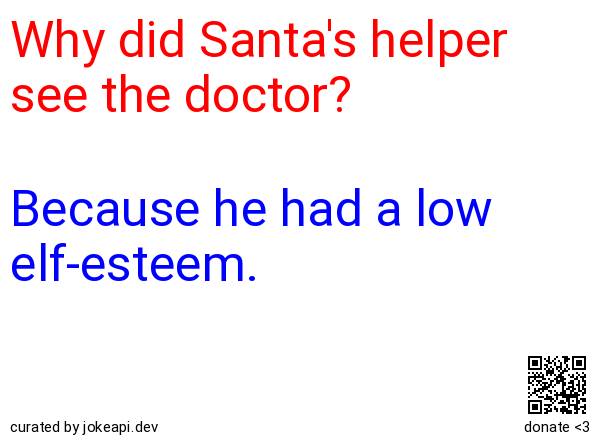 Why did Santa's helper
see the doctor?
Because he had a low
elf-esteem.
curated by jokeapi.dev
donate <3